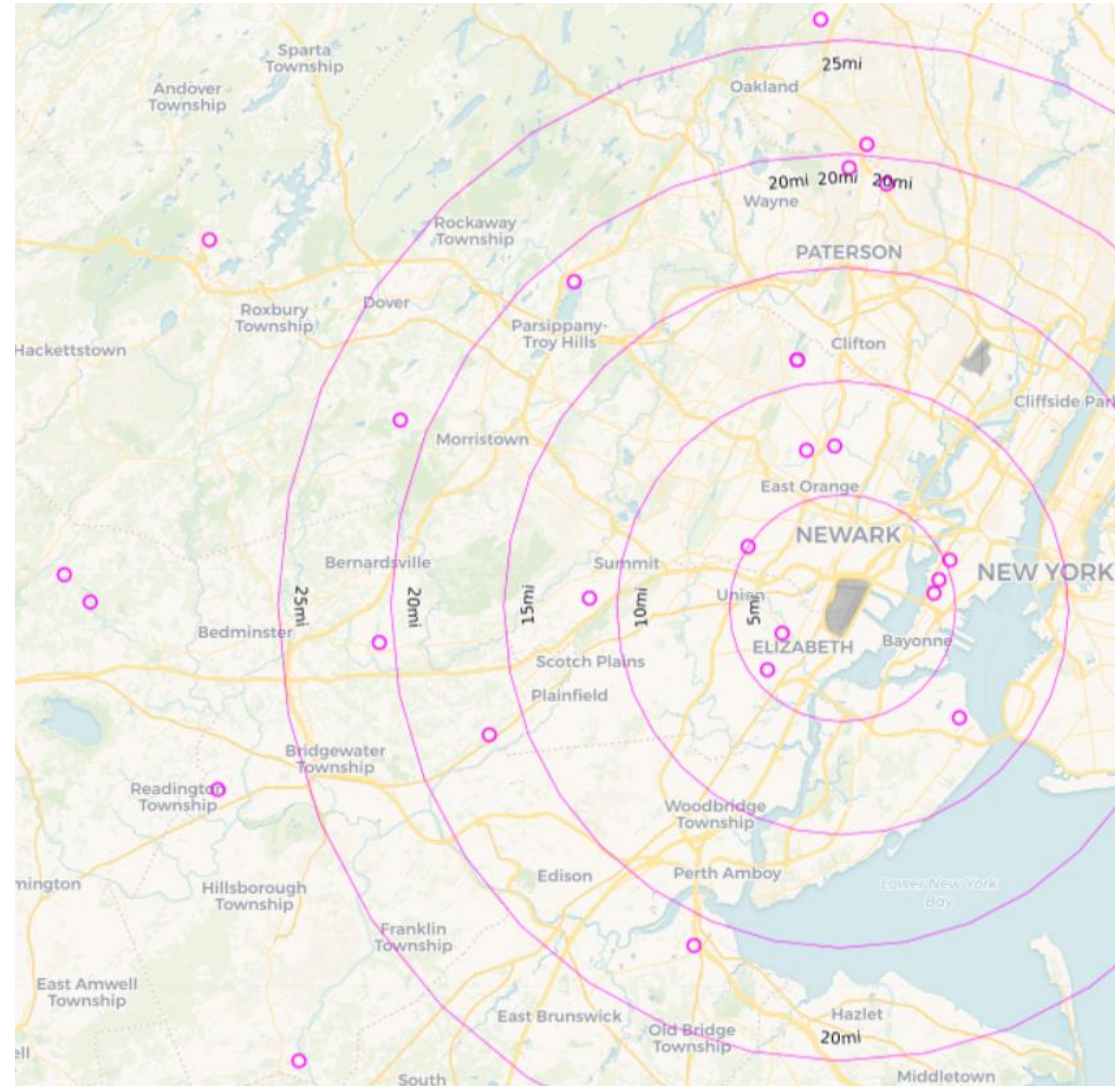 Sparta
Township
25mi
Andover
Township
Oakland
20mi 20mi 20mi
Wayne
Rockaway
Township
PATERSON
Roxbury
Township
Dover
Parsippany-
Troy Hills
Hackettstown
Clifton
Cliffside Par
Morristown
East Orange
NEWARK
Bernardsville
Summit
NEW YORK
25mi
20mi
15mi
10mi
5mi
Union
Bedminster
ELIZABETH
Bayonne
Scotch Plains
Plainfield
Bridgewater
Township
Readington
Township
Woodbridge
Township
Edison
Perth Amboy
mington
Hillsborough
Township
Lower New York
Bay
Franklin
Township
East Amwell
Township
East Brunswick
Hazlet
Old Bridge
Township
20mi
ell
South
Middletown